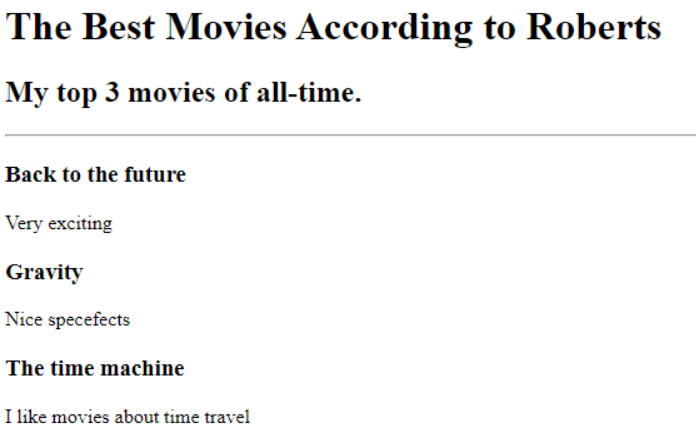 The Best Movies According to Roberts
My top 3 movies of all-time.
Back to the future
Very exciting
Gravity
Nice specefects
The time machine
I like movies about time travel